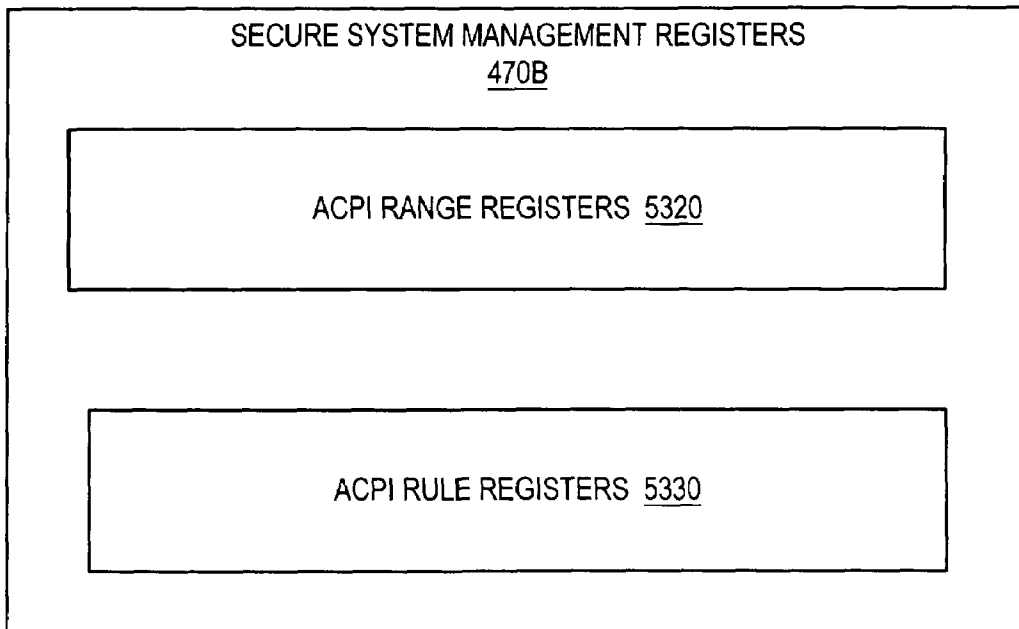 SECURE SYSTEM MANAGEMENT REGISTERS
470B
ACPI RANGE REGISTERS 5320
ACPI RULE REGISTERS 5330